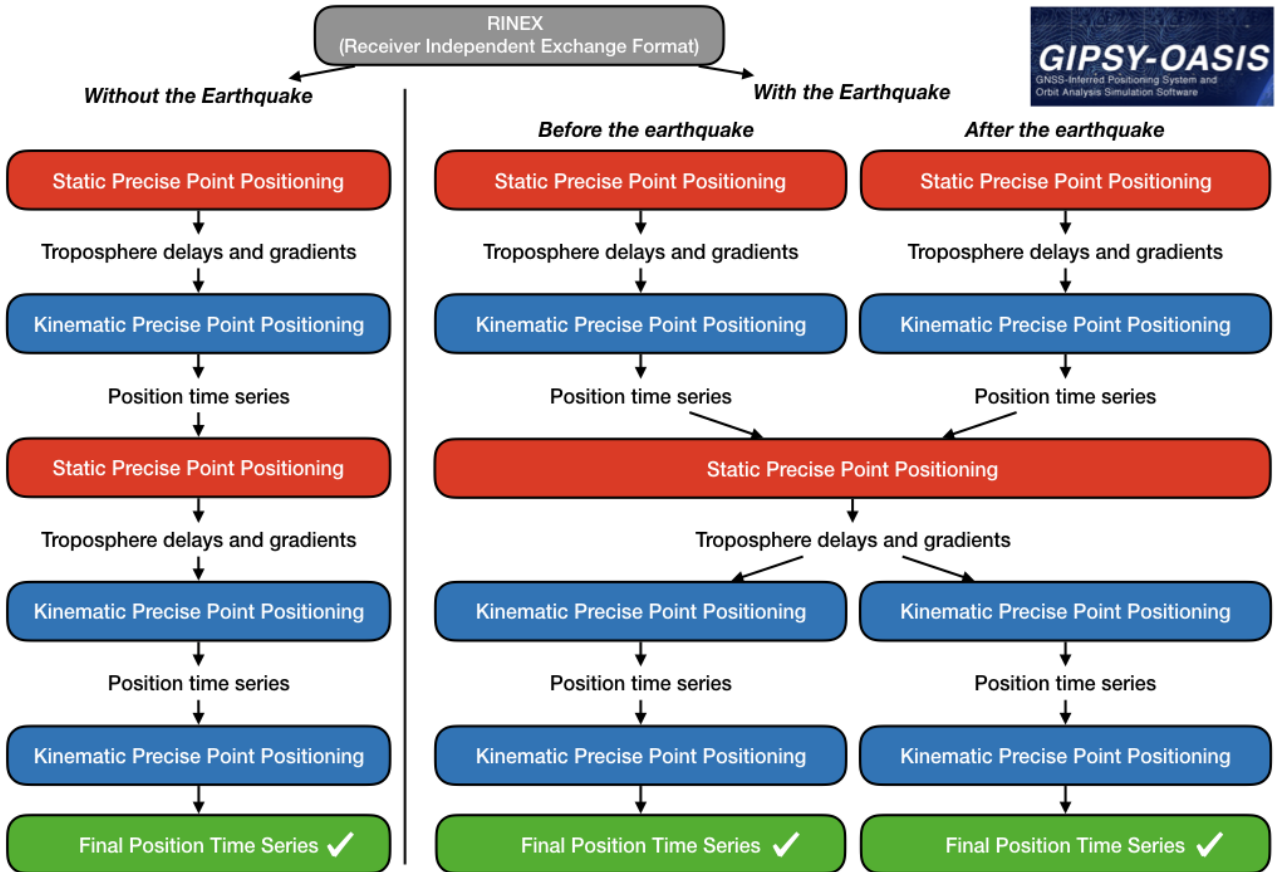 RINEX
(Receiver Independent Exchange Format)
GIPSY-OASIS
GNSS-Inferred Positioning System and
Orbit Analysis Simulation Software
Without the Earthquake
With the Earthquake
Before the earthquake
After the earthquake
Static Precise Point Positioning
Static Precise Point Positioning
Static Precise Point Positioning
Troposphere delays and gradients
Troposphere delays and gradients
Troposphere delays and gradients
Kinematic Precise Point Positioning
Kinematic Precise Point Positioning
Kinematic Precise Point Positioning
Position time series
Position time series
Position time series
Static Precise Point Positioning
Static Precise Point Positioning
Troposphere delays and gradients
Troposphere delays and gradients
Kinematic Precise Point Positioning
Kinematic Precise Point Positioning
Kinematic Precise Point Positioning
Position time series
Position time series
Position time series
Kinematic Precise Point Positioning
Kinematic Precise Point Positioning
Kinematic Precise Point Positioning
Final Position Time Series ✓
Final Position Time Series ✓
Final Position Time Series ✓